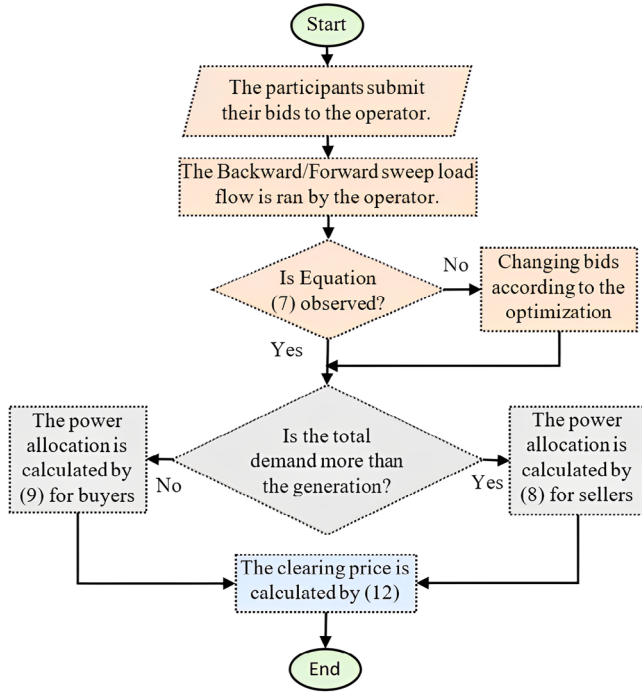 Start
The participants submit
their bids to the operator.
The Backward/Forward sweep load
flow is ran by the operator.
Is Equation
(7) observed?
No
Changing bids
according to the
optimization
Yes
The power
allocation is
calculated by
(9) for buyers
No
Is the total
demand more than
the generation?
Yes
The power
allocation is
calculated by
(8) for sellers
The clearing price is
calculated by (12)
End